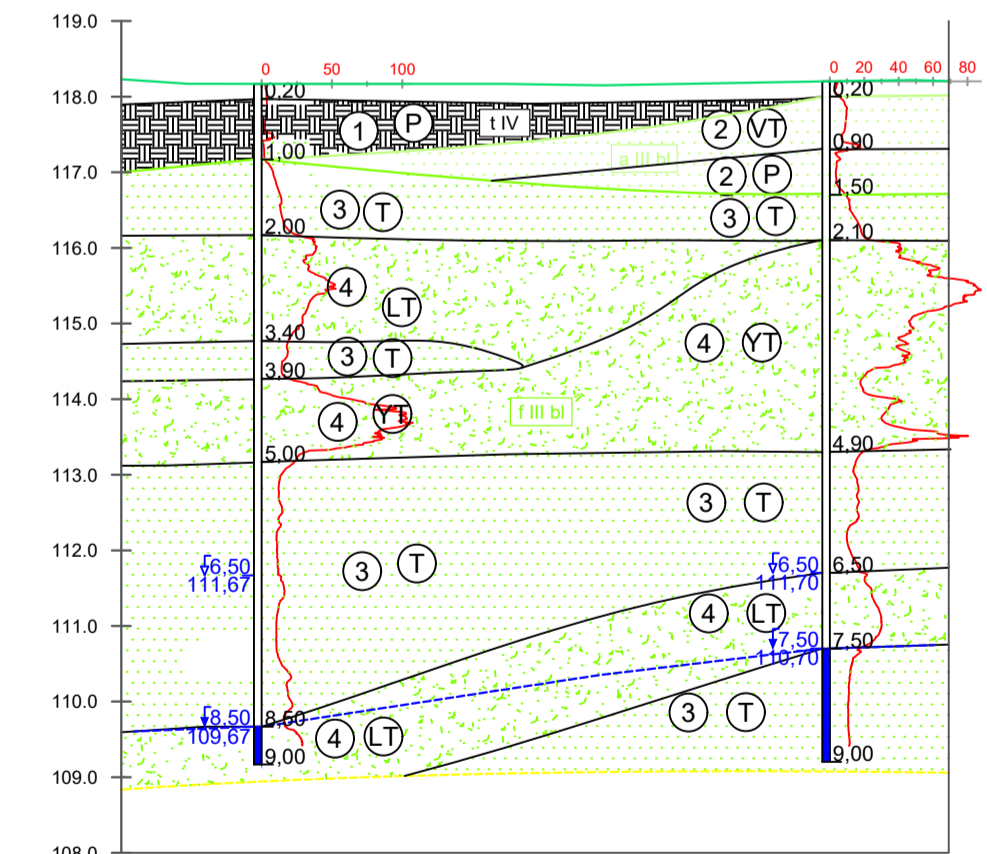 119.0
0 50 100
0 20 40 60 80
118.0
0,20
0,20
1 P
t IV
2 VT
0,90
1,00
a III bl
117.0
2 P
1,50
3 T
3 T
2,00
2,10
116.0
4
LT
115.0
3,40
4 YT
3 T
3,90
114.0
4 YT
f III bl
5,00
4,90
113.0
3 T
112.0
6,50
111,67
3 T
6,50
111,70
6,50
111.0
4 LT
7,50
110,70
7,50
110.0
8,50
109,67
8,50
3 T
4 LT
9,00
9,00
109.0
108.0